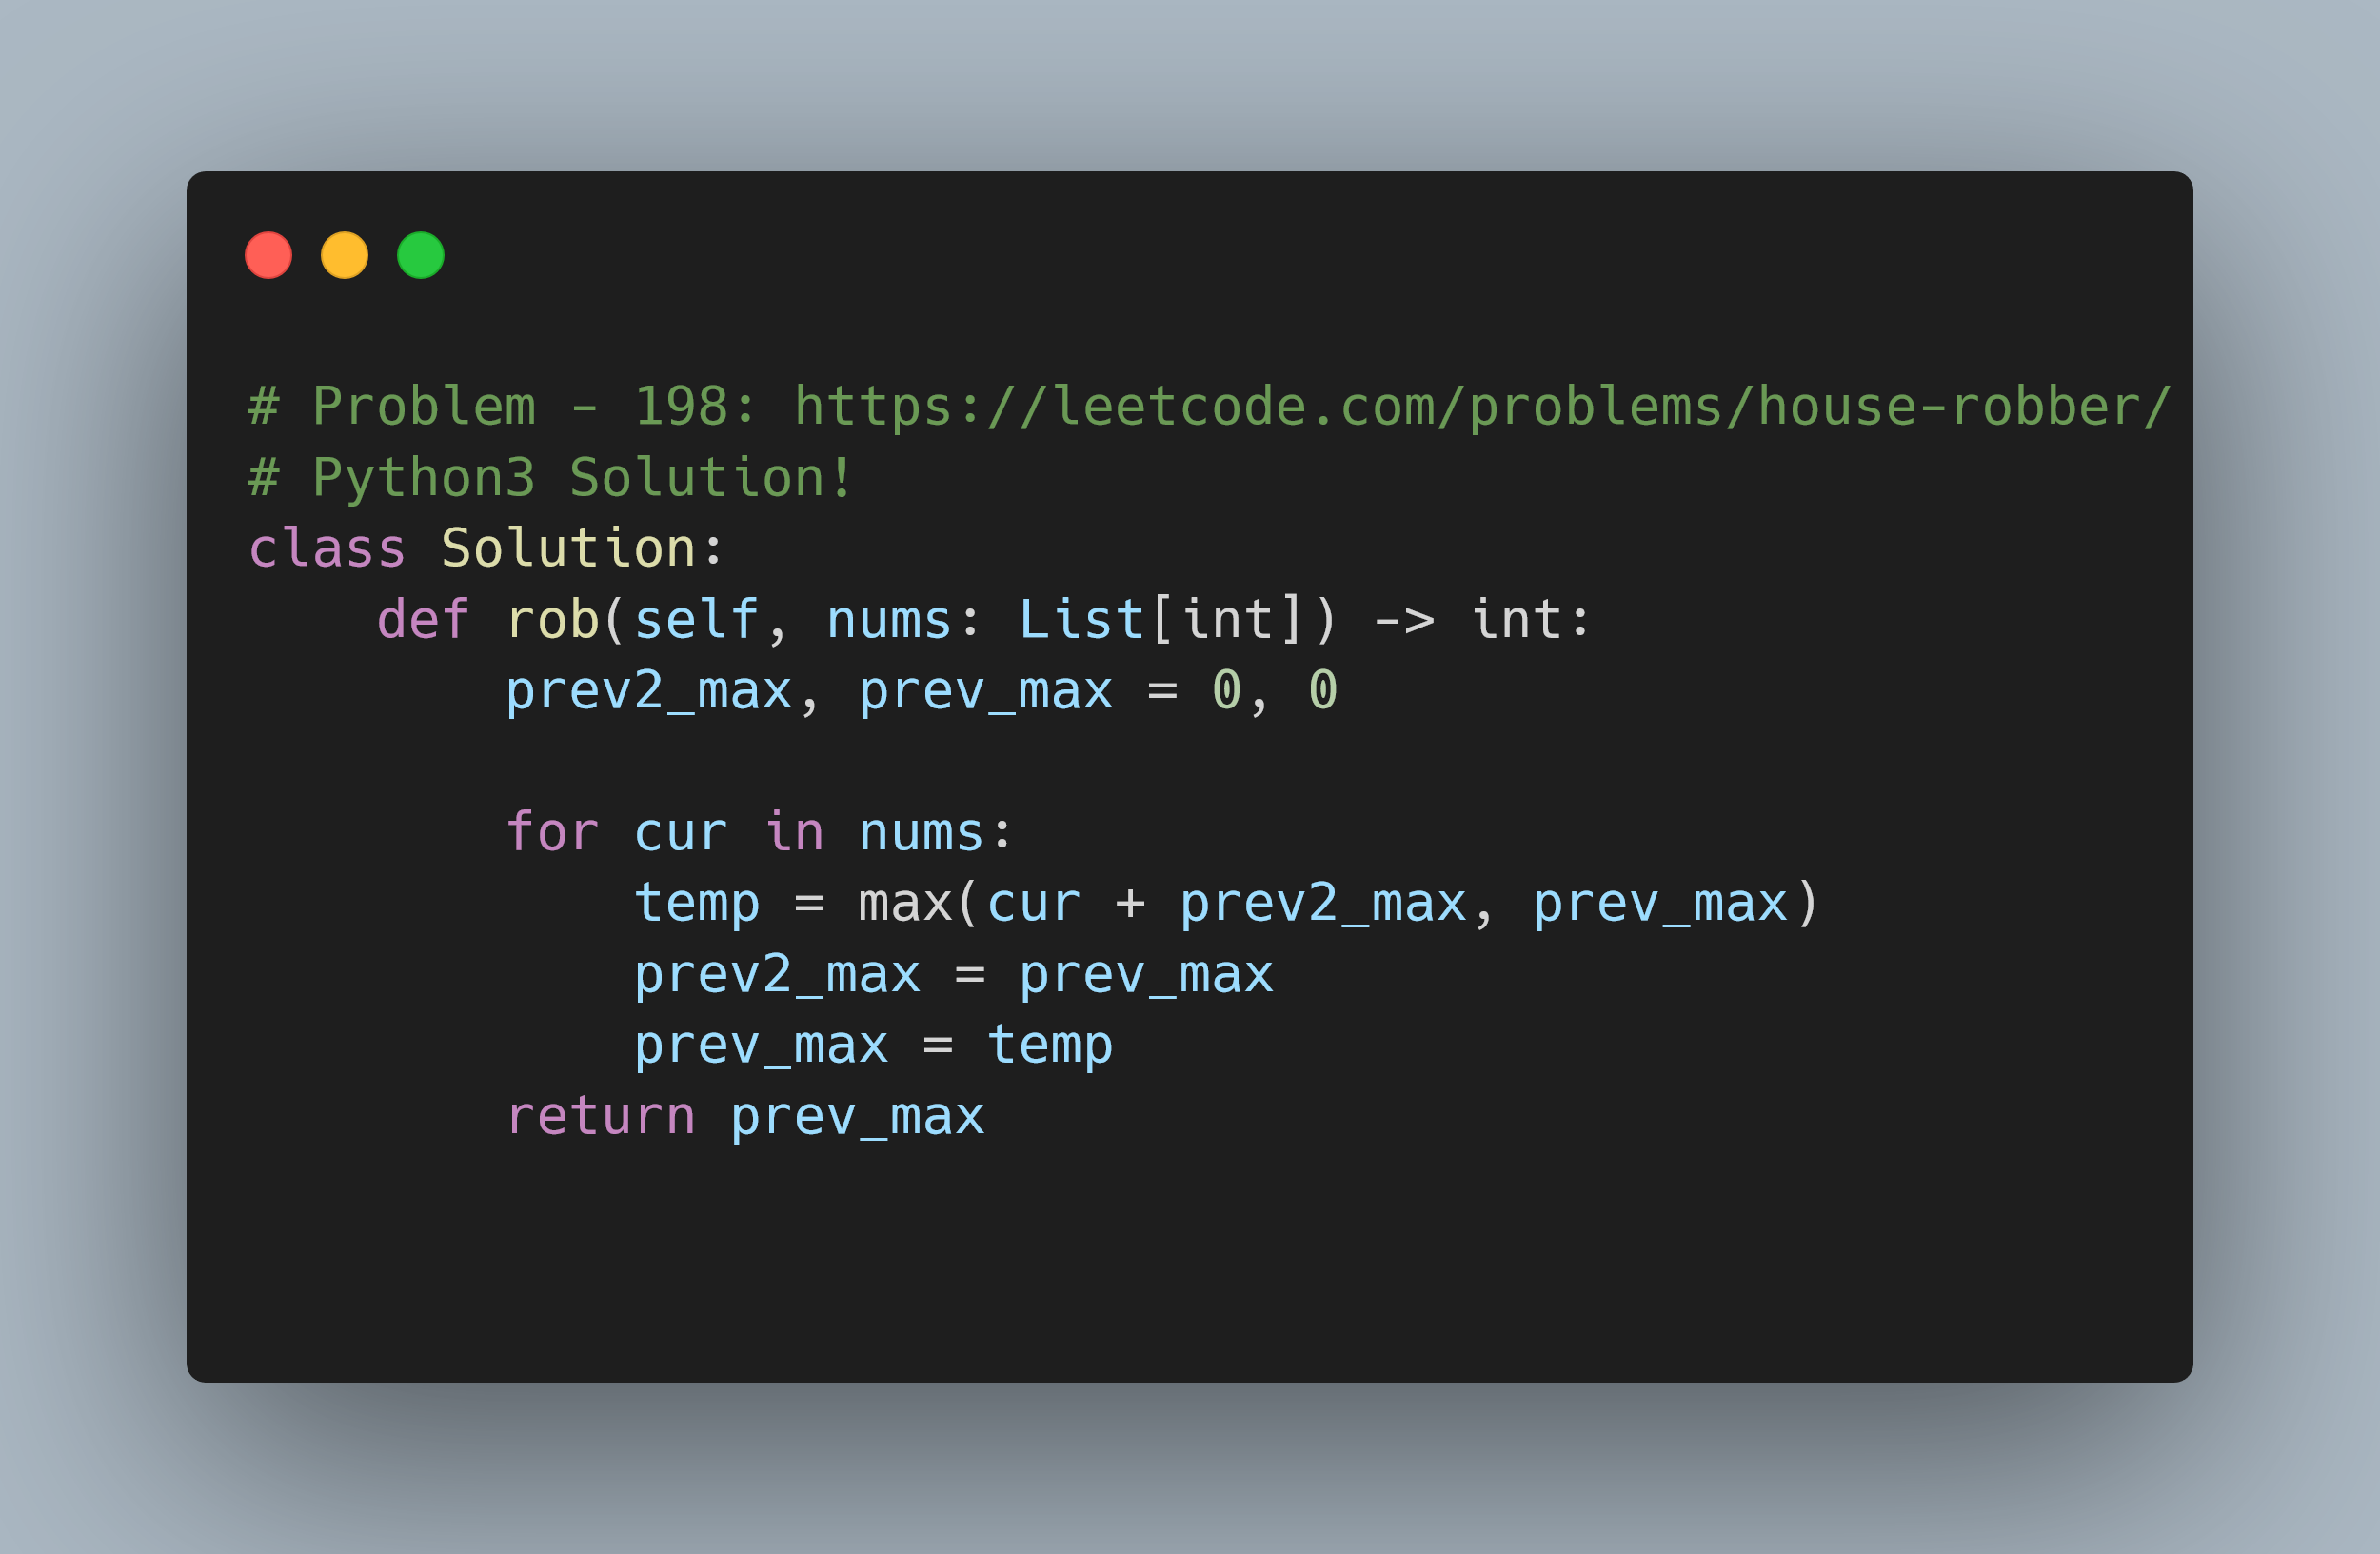 # Problem - 198: https://leetcode.com/problems/house-robber/
# Python3 Solution!
class Solution:
    def rob(self, nums: List[int]) -> int:
        prev2_max, prev_max = 0, 0

        for cur in nums:
            temp = max(cur + prev2_max, prev_max)
            prev2_max = prev_max
            prev_max = temp
        return prev_max